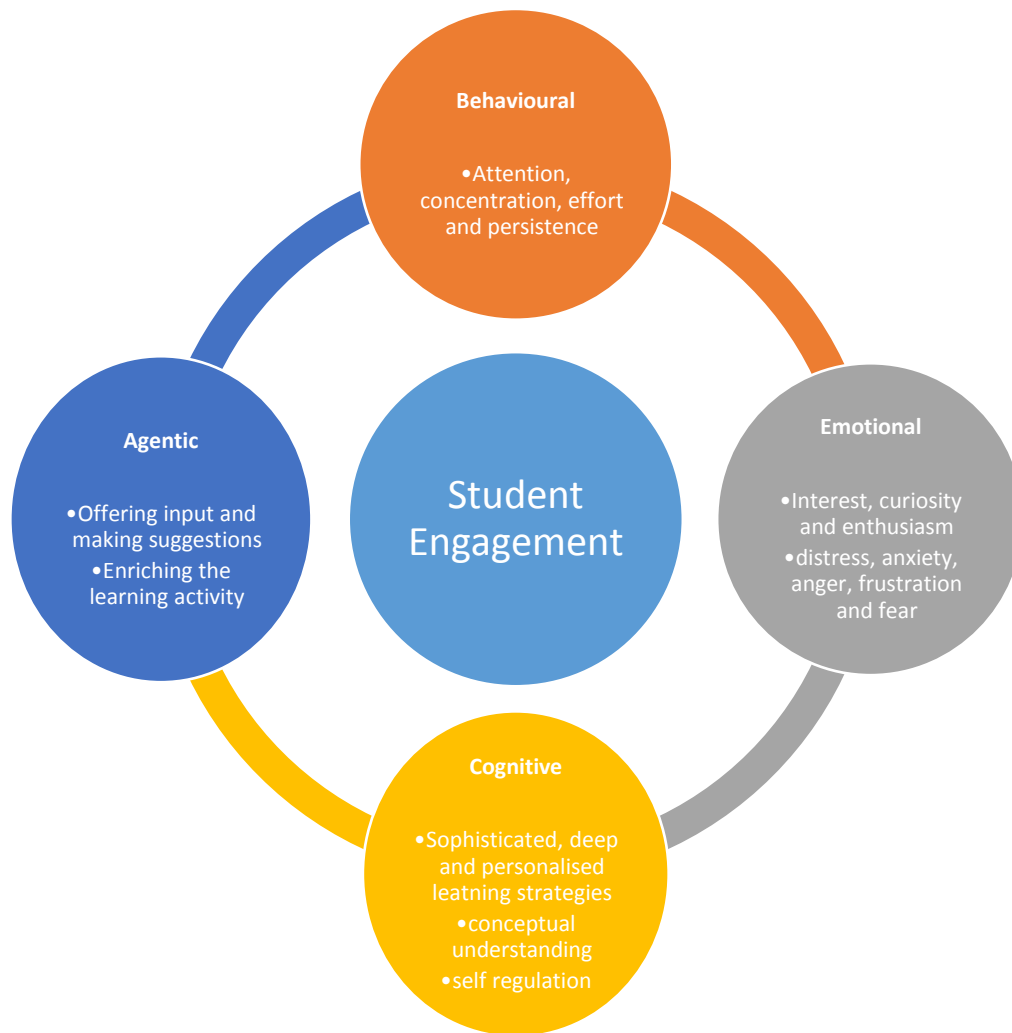 Behavioural
•Attention,
concentration, effort
and persistence
Agentic
•Offering input and
making suggestions
•Enriching the
learning activity
Student
Engagement
Emotional
•Interest, curiosity
and enthusiasm
•distress, anxiety,
anger, frustration
and fear
Cognitive
•Sophisticated, deep
and personalised
leatning strategies
•conceptual
understanding
•self regulation